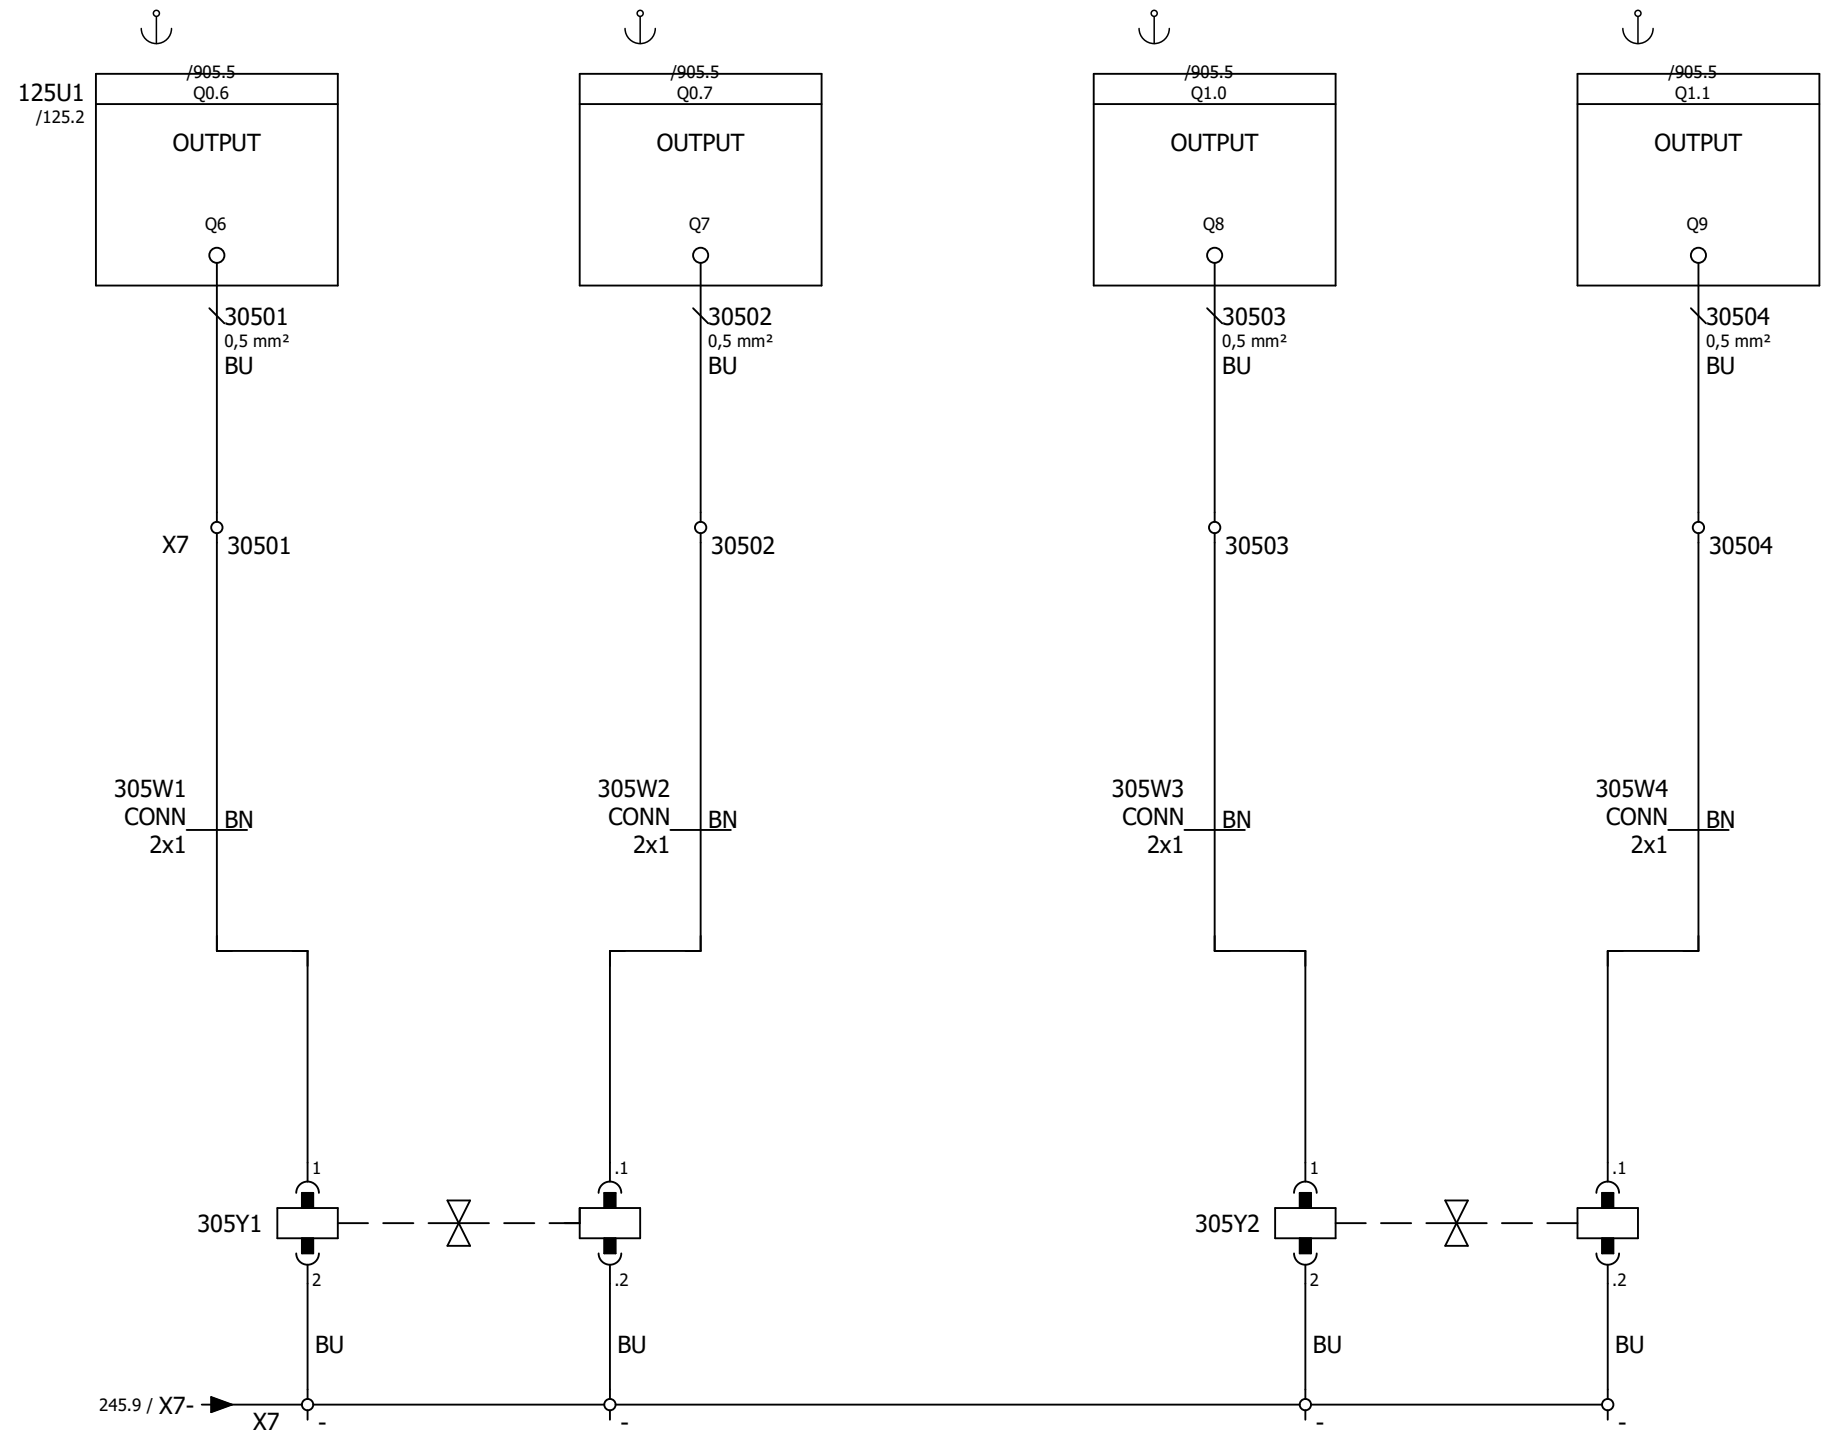 /905.5
/905.5
/905.5
/905.5
125U1
Q0.6
Q0.7
Q1.0
Q1.1
/125.2
OUTPUT
OUTPUT
OUTPUT
OUTPUT
Q6
Q7
Q8
Q9
30501
30502
30503
30504
0,5 mm²
0,5 mm²
0,5 mm²
0,5 mm²
BU
BU
BU
BU
X7
30501
30502
30503
30504
305W1
305W2
305W3
305W4
CONN
BN
CONN
BN
CONN
BN
CONN
BN
2x1
2x1
2x1
2x1
1
.1
1
.1
305Y1
305Y2
2
.2
2
.2
BU
BU
BU
BU
245.9 / X7-
X7
-
-
-
-